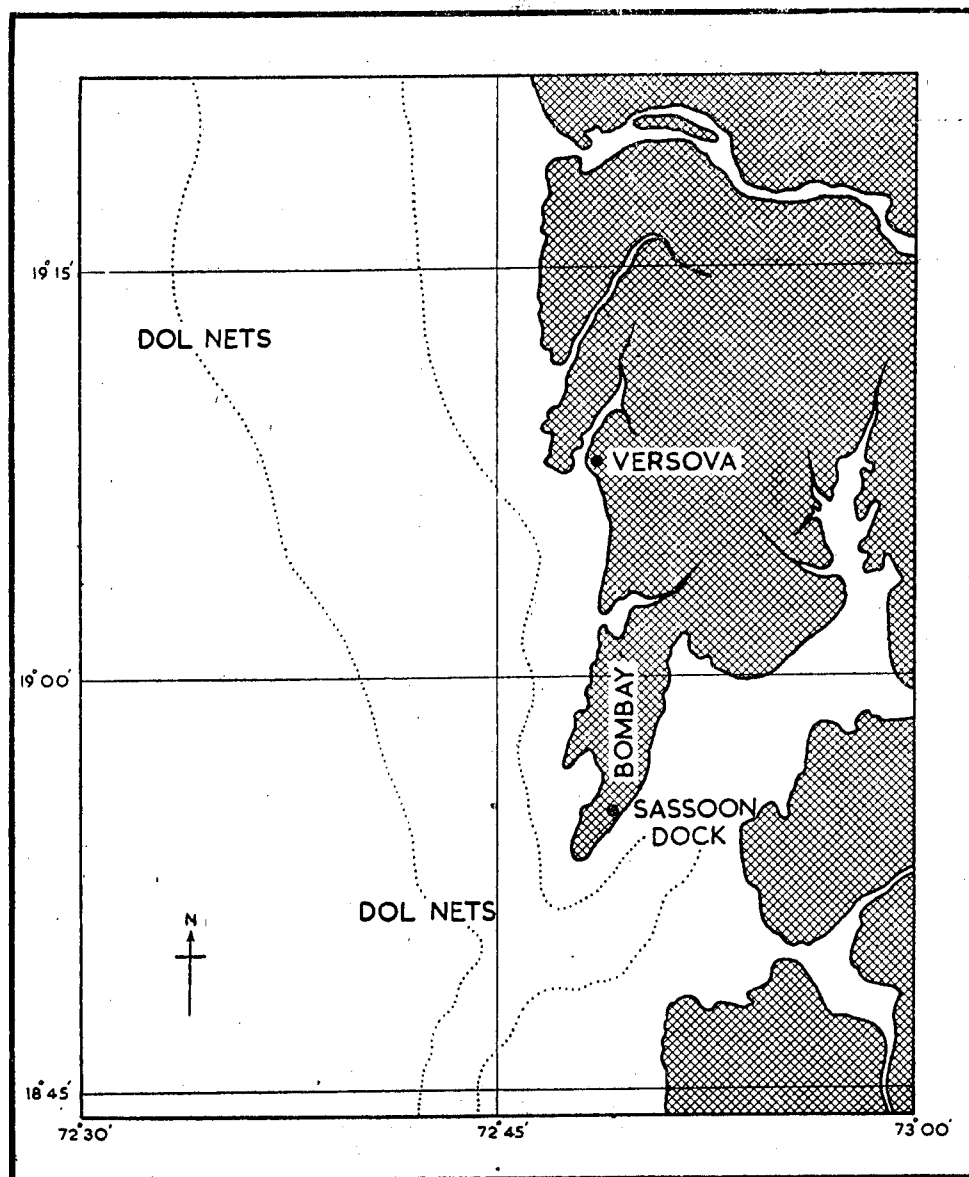 19° 15'
DOL NETS
VERSOVA
19° 00'
BOMBAY
SASSOON
DOCK
DOL NETS
N
18° 45'
72° 30'
72° 45'
73° 00'